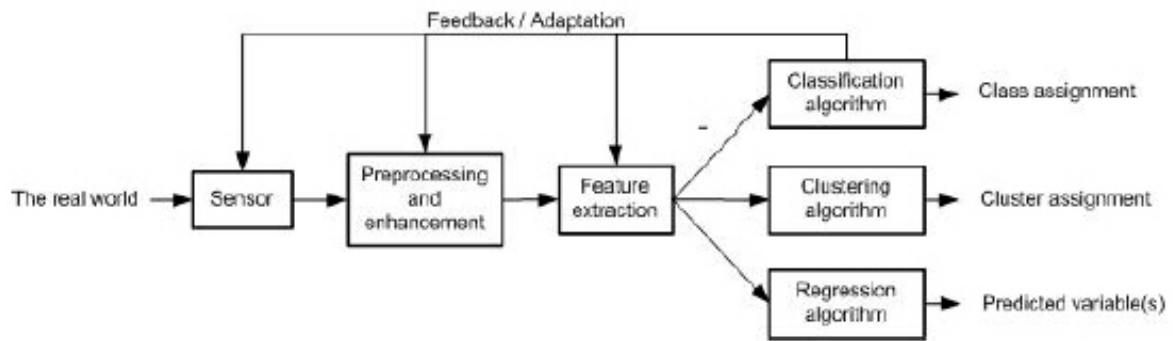 Feedback / Adaptation
Classification
algorithm
Class assignment
-
The real world
Sensor
Preprocessing
and
enhancement
Feature
extraction
Clustering
algorithm
Cluster assignment
Regression
algorithm
Predicted variable(s)